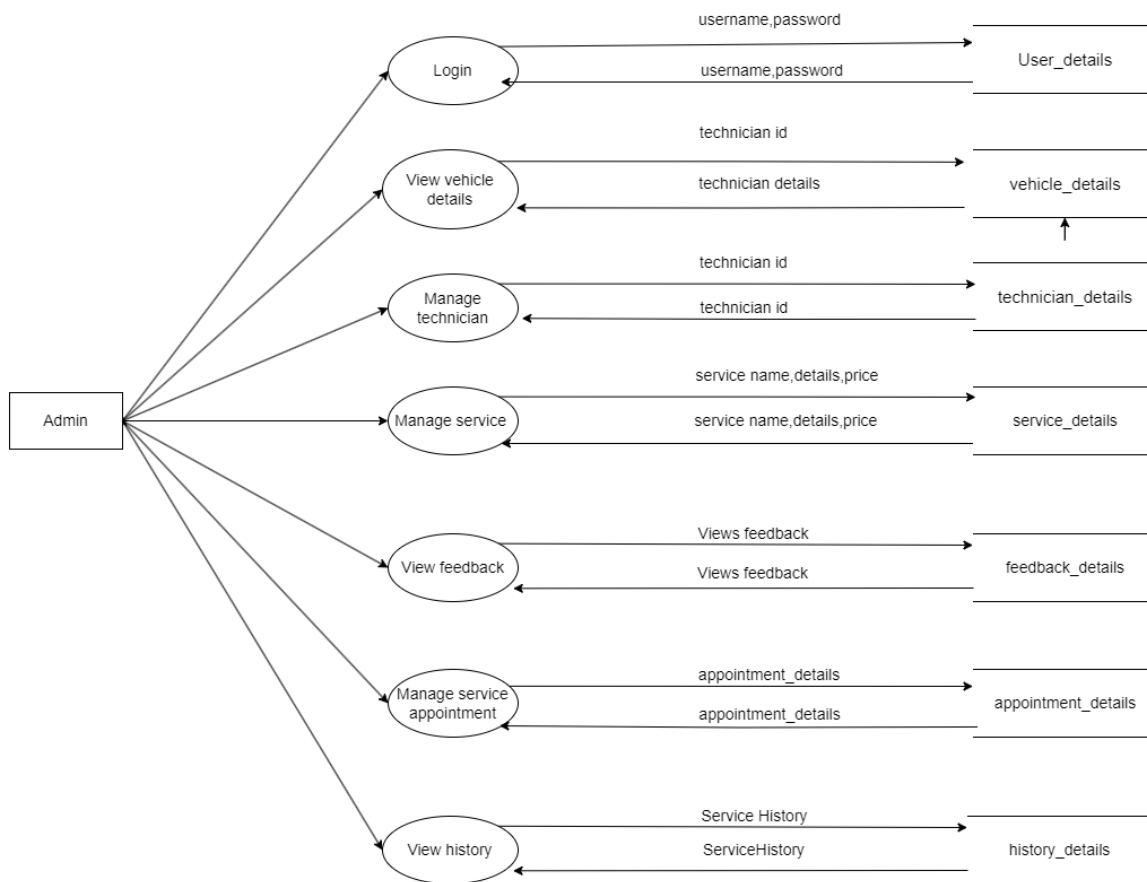 username,password
Login
username,password
User_details
technician id
View vehicle
details
technician details
vehicle_details
technician id
Manage
technician
technician id
technician_details
service name,details,price
Admin
Manage service
service name,details,price
service_details
Views feedback
View feedback
Views feedback
feedback_details
appointment_details
Manage service
appointment
appointment_details
appointment_details
Service History
View history
ServiceHistory
history_details